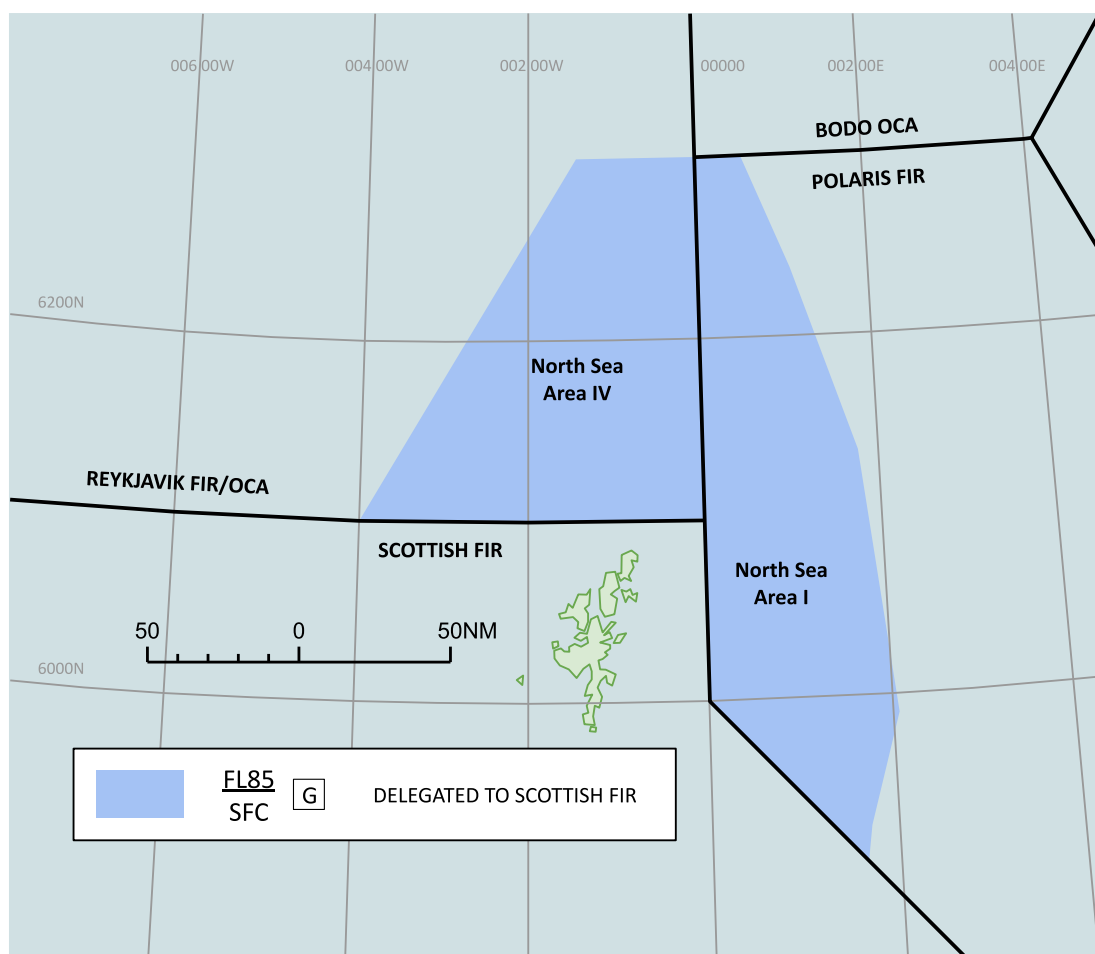 006 00W
004 00W
002 00W
00000
002 00E
004 00E
BODO OCA
POLARIS FIR
6200N
North Sea
Area IV
REYKJAVIK FIR/OCA
SCOTTISH FIR
North Sea
Area I
50
0
50NM
6000N
FL85
SFC
G
DELEGATED TO SCOTTISH FIR